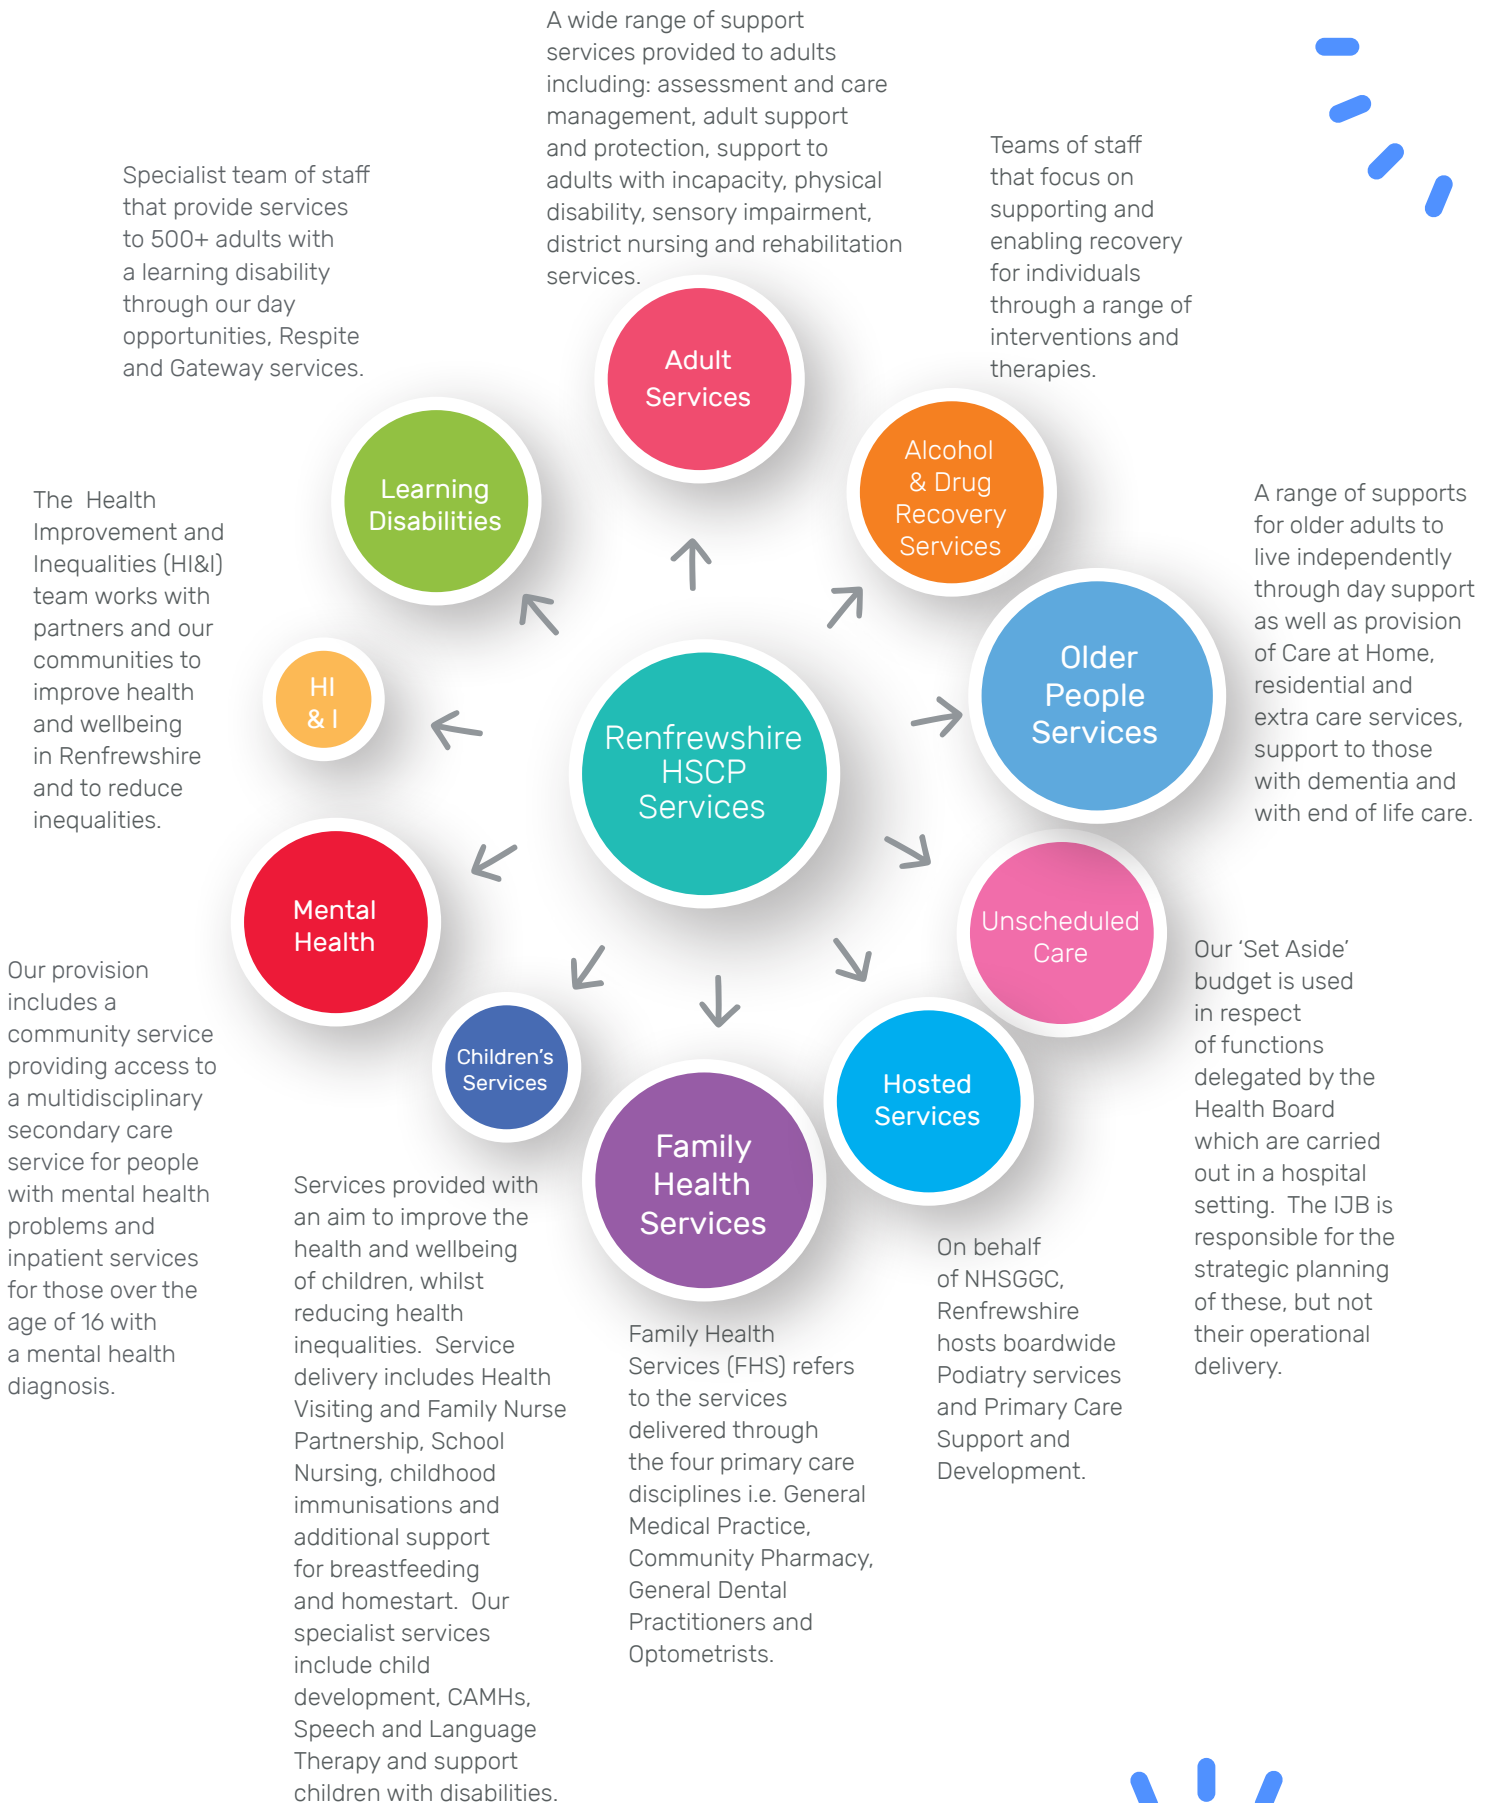 A wide range of support
services provided to adults
including: assessment and care
management, adult support
and protection, support to
adults with incapacity, physical
disability, sensory impairment,
district nursing and rehabilitation
services.
Teams of staff
that focus on
supporting and
enabling recovery
for individuals
through a range of
interventions and
therapies.
Specialist team of staff
that provide services
to 500+ adults with
a learning disability
through our day
opportunities, Respite
and Gateway services.
Adult
Services
Alcohol
& Drug
Recovery
Services
Learning
Disabilities
The Health
Improvement and
Inequalities (HI&I)
team works with
partners and our
communities to
improve health
and wellbeing
in Renfrewshire
and to reduce
inequalities.
A range of supports
for older adults to
live independently
through day support
as well as provision
of Care at Home,
residential and
extra care services,
support to those
with dementia and
with end of life care.
Older
People
Services
HI
& I
Renfrewshire
HSCP
Services
Mental
Health
Unscheduled
Care
Our provision
includes a
community service
providing access to
a multidisciplinary
secondary care
service for people
with mental health
problems and
inpatient services
for those over the
age of 16 with
a mental health
diagnosis.
Our ‘Set Aside’
budget is used
in respect
of functions
delegated by the
Health Board
which are carried
out in a hospital
setting. The IJB is
responsible for the
strategic planning
of these, but not
their operational
delivery.
Children's
Services
Hosted
Services
Family
Health
Services
Services provided with
an aim to improve the
health and wellbeing
of children, whilst
reducing health
inequalities. Service
delivery includes Health
Visiting and Family Nurse
Partnership, School
Nursing, childhood
immunisations and
additional support
for breastfeeding
and homestart. Our
specialist services
include child
development, CAMHs,
Speech and Language
Therapy and support
children with disabilities.
Family Health
Services (FHS) refers
to the services
delivered through
the four primary care
disciplines i.e. General
Medical Practice,
Community Pharmacy,
General Dental
Practitioners and
Optometrists.
On behalf
of NHSGGC,
Renfrewshire
hosts boardwide
Podiatry services
and Primary Care
Support and
Development.